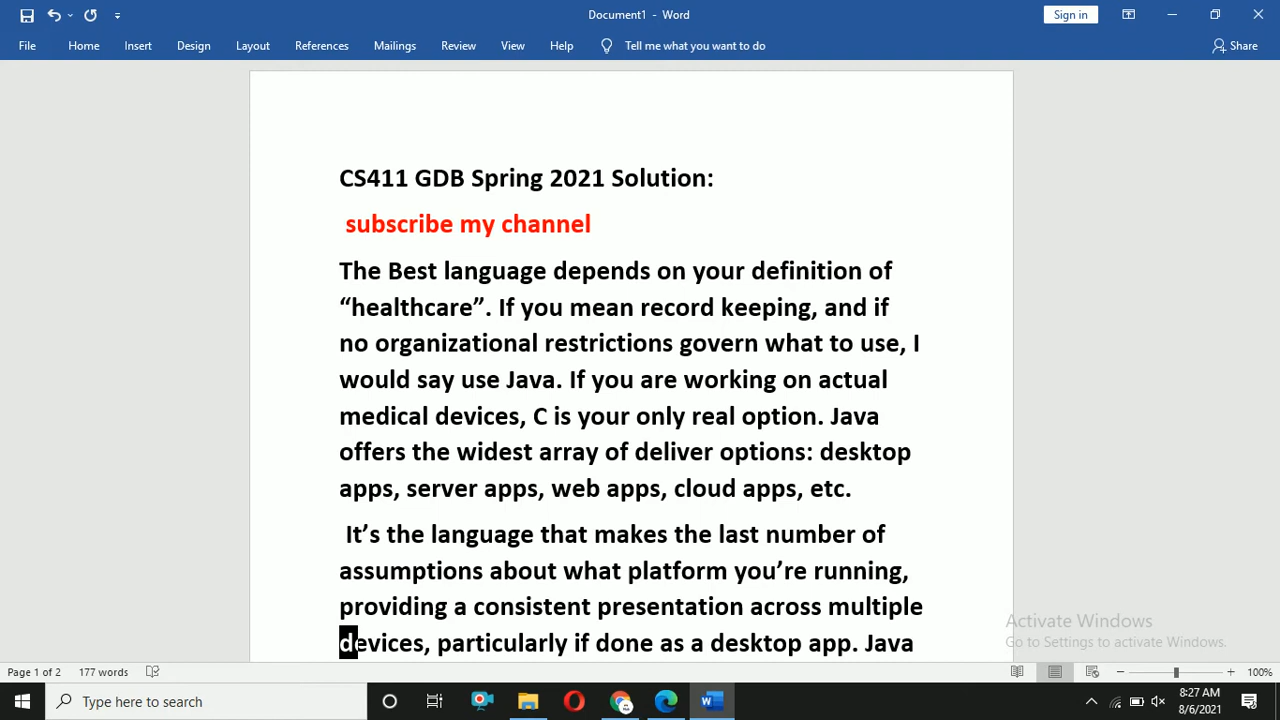 Document1 - Word
Sign in
File Home Insert Design Layout References Mailings Review View Help Tell me what you want to do Share
CS411 GDB Spring 2021 Solution:
subscribe my channel
The Best language depends on your definition of
“healthcare”. If you mean record keeping, and if
no organizational restrictions govern what to use, I
would say use Java. If you are working on actual
medical devices, C is your only real option. Java
offers the widest array of deliver options: desktop
apps, server apps, web apps, cloud apps, etc.
It’s the language that makes the last number of
assumptions about what platform you’re running,
providing a consistent presentation across multiple
devices, particularly if done as a desktop app. Java
Activate Windows
Go to Settings to activate Windows.
Page 1 of 2 177 words 100%
Type here to search
8:27 AM
8/6/2021